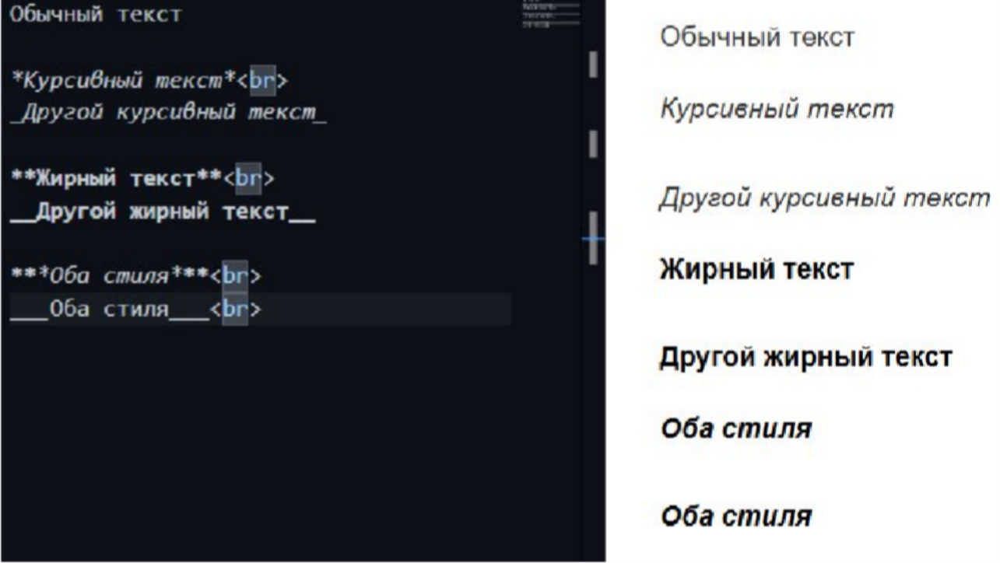 Обычный текст
*Курсивный текст*<br>
_Другой курсивный текст_
**Жирный текст**<br>
__Другой жирный текст__
***Оба стиля***<br>
___Оба стиля___<br>
Обычный текст
Курсивный текст
Другой курсивный текст
Жирный текст
Другой жирный текст
Оба стиля
Оба стиля